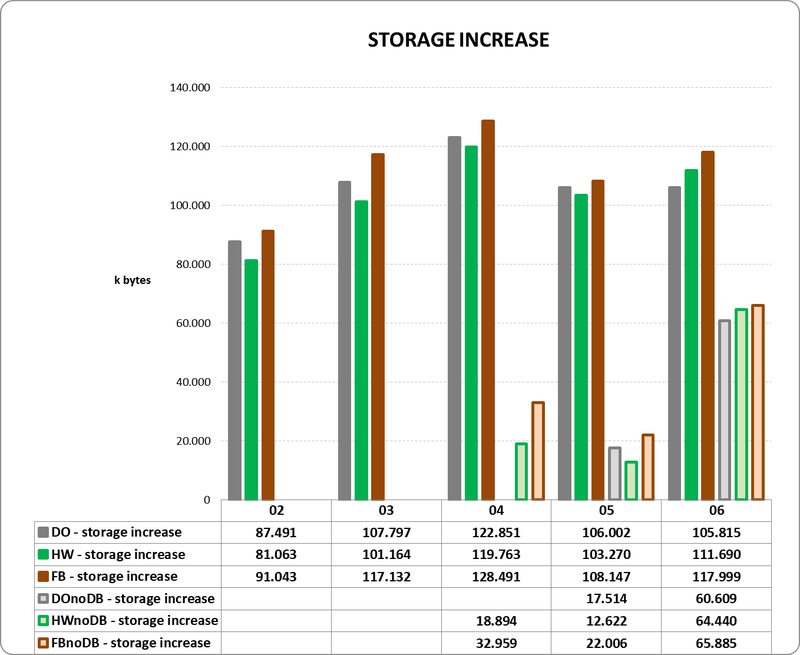 STORAGE INCREASE
140.000
120.000
100.000
80.000
k bytes
60.000
40.000
20.000
0
02 03 04 05 06
DO - storage increase 87.491 107.797 122.851 106.002 105.815
HW - storage increase 81.063 101.164 119.763 103.270 111.690
FB - storage increase 91.043 117.132 128.491 108.147 117.999
DOnoDB - storage increase 17.514 60.609
HWnoDB - storage increase 18.894 12.622 64.440
FBnoDB - storage increase 32.959 22.006 65.885